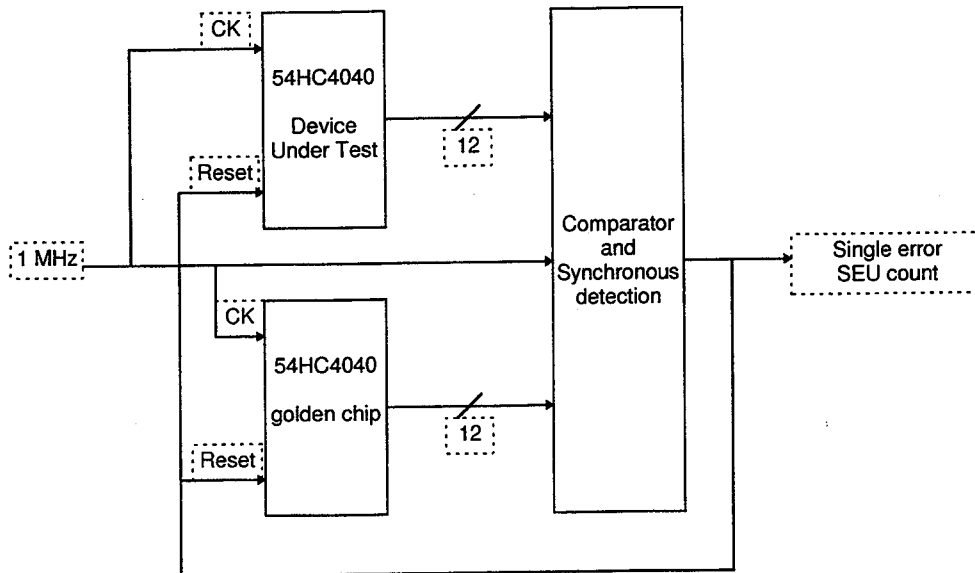 CK
54HC4040
Device
Under Test
Reset
12
1 MHz
Comparator
and
Synchronous
detection
Single error
SEU count
CK
54HC4040
golden chip
Reset
12